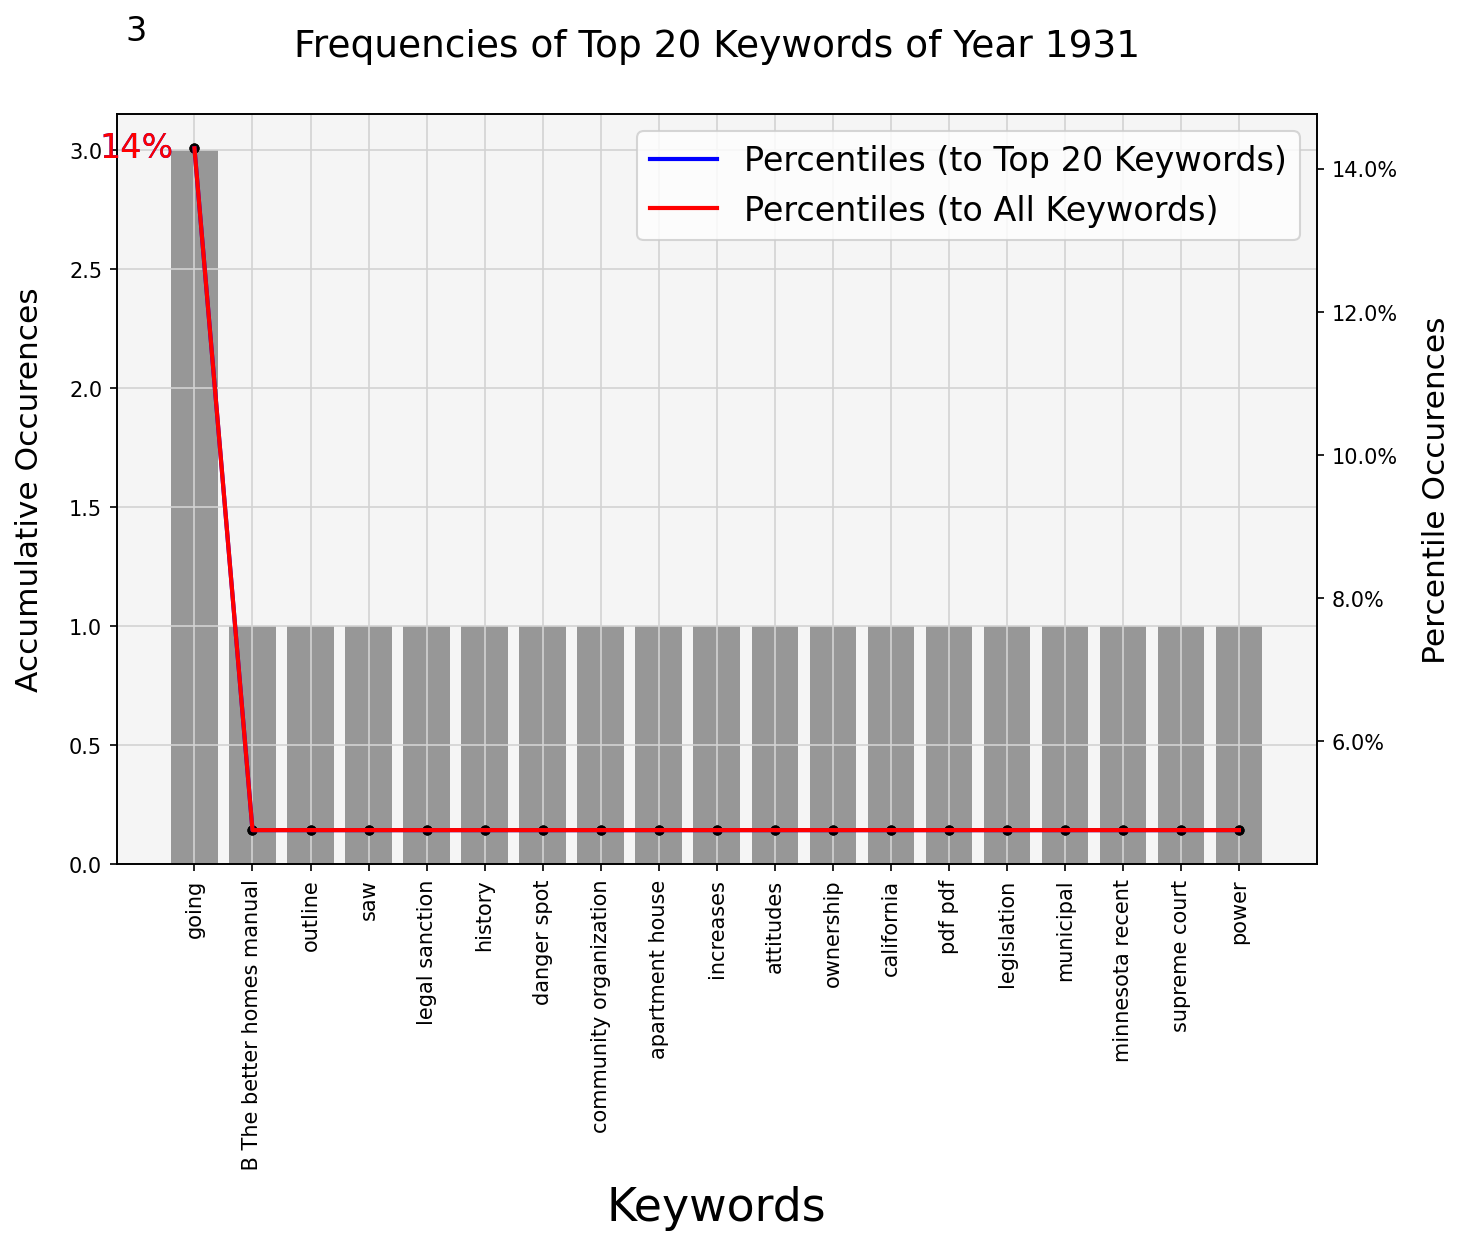 3
Frequencies of Top 20 Keywords of Year 1931
14%
Percentiles (to Top 20 Keywords)
Percentiles (to All Keywords)
Accumulative Occurences
3.0
2.5
2.0
1.5
1.0
0.5
0.0
14.0%
12.0%
10.0%
8.0%
6.0%
Percentile Occurences
going
B The better homes manual
outline
saw
legal sanction
history
danger spot
community organization
apartment house
increases
attitudes
ownership
california
pdf pdf
legislation
municipal
minnesota recent
supreme court
power
Keywords